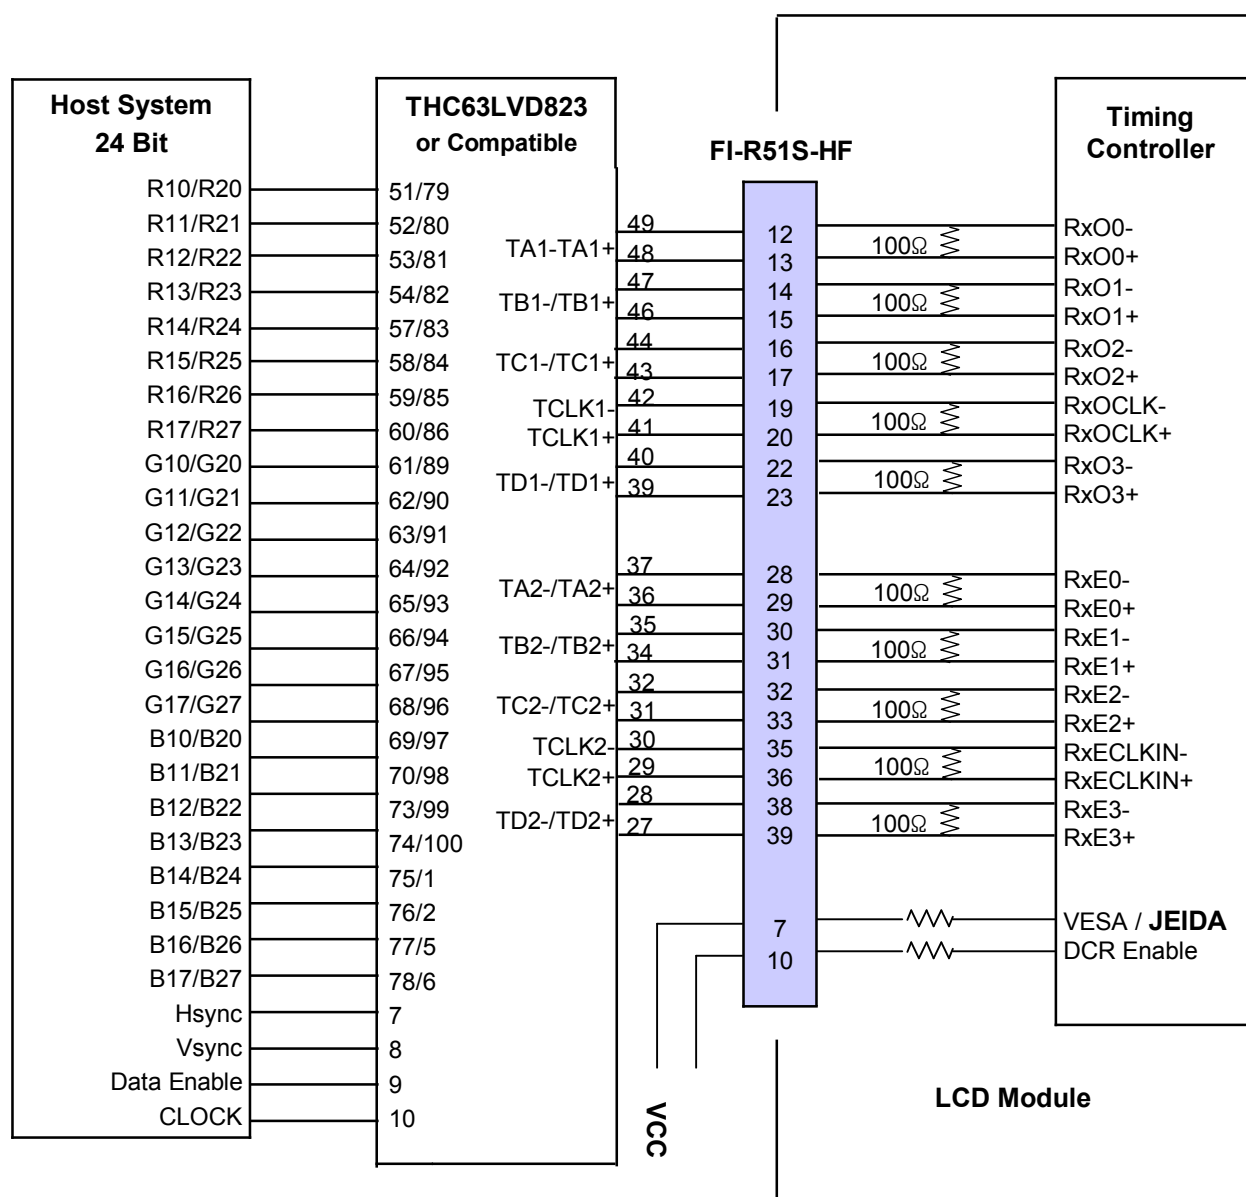 Host System
24 Bit
R10/R20
R11/R21
R12/R22
R13/R23
R14/R24
R15/R25
R16/R26
R17/R27
G10/G20
G11/G21
G12/G22
G13/G23
G14/G24
G15/G25
G16/G26
G17/G27
B10/B20
B11/B21
B12/B22
B13/B23
B14/B24
B15/B25
B16/B26
B17/B27
Hsync
Vsync
Data Enable
CLOCK
THC63LVD823
or Compatible
51/79
52/80
53/81
54/82
57/83
58/84
59/85
60/86
61/89
62/90
63/91
64/92
65/93
66/94
67/95
68/96
69/97
70/98
73/99
74/100
75/1
76/2
77/5
78/6
7
8
9
10
TA1-TA1+
TB1-/TB1+
TC1-/TC1+
TCLK1-
TCLK1+
TD1-/TD1+
TA2-/TA2+
TB2-/TB2+
TC2-/TC2+
TCLK2-
TCLK2+
TD2-/TD2+
49
48
47
46
44
43
42
41
40
39
37
36
35
34
32
31
30
29
28
27
VCC
FI-R51S-HF
12
13
14
15
16
17
19
20
22
23
28
29
30
31
32
33
35
36
38
39
7
10
100Ω
100Ω
100Ω
100Ω
100Ω
100Ω
100Ω
100Ω
100Ω
100Ω
Timing
Controller
RxO0-
RxO0+
RxO1-
RxO1+
RxO2-
RxO2+
RxOCLK-
RxOCLK+
RxO3-
RxO3+
RxE0-
RxE0+
RxE1-
RxE1+
RxE2-
RxE2+
RxECLKIN-
RxECLKIN+
RxE3-
RxE3+
VESA / JEIDA
DCR Enable
LCD Module